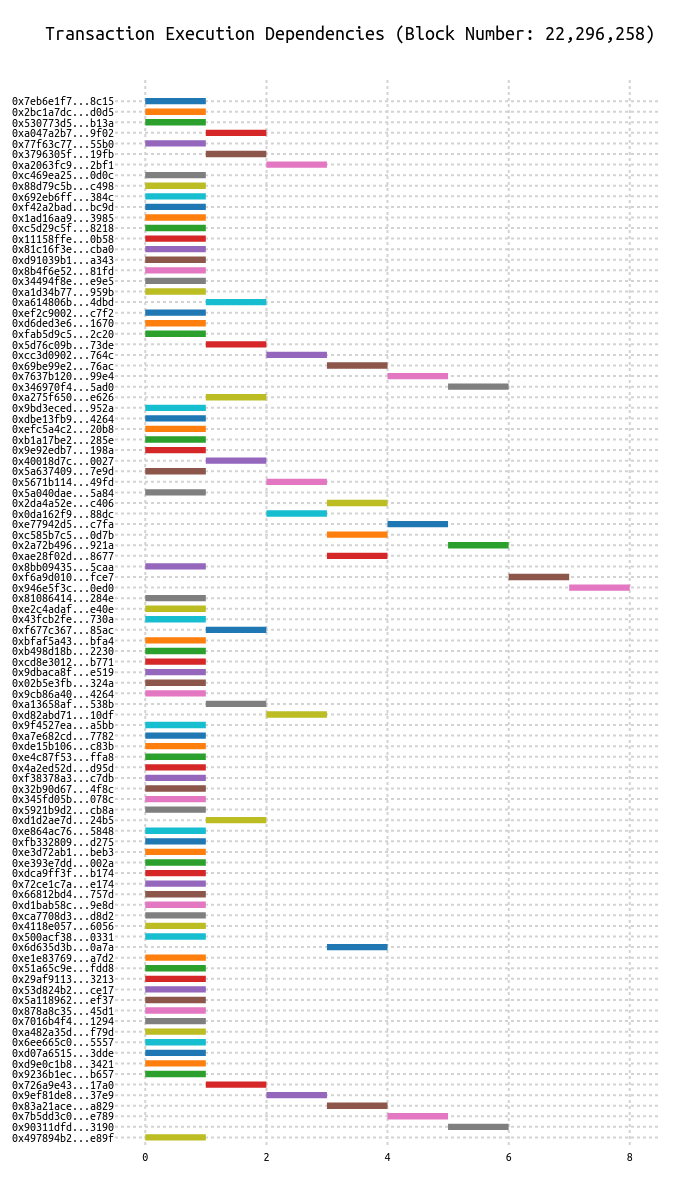 Transaction Execution Dependencies (Block Number: 22,296,258)
0x7eb6e1f7...8c15
0x2bc1a7dc...d0d5
0x530773d5...b13a
0xa047a2b7...9f02
0x77f63c77...55b0
0x3796305f...19fb
0xa2063fc9...2bf1
0xc469ea25...0d0c
0x88d79c5b...c498
0x692eb6ff...384c
0xf42a2bad...bc9d
0x1ad16aa9...3985
0xc5d29c5f...8218
0x11158ffe...0b58
0x81c16f3e...cba0
0xd91039b1...a343
0x8b4f6e52...81fd
0x34494f8e...e9e5
0xa1d34b77...959b
0xa614806b...4dbd
0xef2c9002...c7f2
0xd6ded3e6...1670
0xfab5d9c5...2c20
0x5d76c09b...73de
0xcc3d0902...764c
0x69be99e2...76ac
0x7637b120...99e4
0x346970f4...5ad0
0xa275f650...e626
0x9bd3eced...952a
0xdbe13fb9...4264
0xefc5a4c2...20b8
0xb1a17be2...285e
0x9e92edb7...198a
0x40018d7c...0027
0x5a637409...7e9d
0x5671b114...49fd
0x5a040dae...5a84
0x2da4a52e...c406
0x0da162f9...88dc
0xe77942d5...c7fa
0xc585b7c5...0d7b
0x2a72b496...921a
0xae28f02d...8677
0x8bb09435...5caa
0xf6a9d010...fce7
0x946e5f3c...0ed0
0x81086414...284e
0xe2c4adaf...e40e
0x43fcb2fe...730a
0xf677c367...85ac
0xbfaf5a43...bfa4
0xb498d18b...2230
0xcd8e3012...b771
0x9dbaca8f...e519
0x02b5e3fb...324a
0x9cb86a40...4264
0xa13658af...538b
0xd82abd71...10df
0x9f4527ea...a5bb
0xa7e682cd...7782
0xde15b106...c83b
0xe4c87f53...ffa8
0x4a2ed52d...d95d
0xf38378a3...c7db
0x32b90d67...4f8c
0x345fd05b...078c
0x5921b9d2...cb8a
0xd1d2ae7d...24b5
0xe864ac76...5848
0xfb332809...d275
0xe3d72ab1...beb3
0xe393e7dd...002a
0xdca9ff3f...b174
0x72ce1c7a...e174
0x66812bd4...757d
0xd1bab58c...9e8d
0xca7708d3...d8d2
0x4118e057...6056
0x500acf38...0331
0x6d635d3b...0a7a
0xe1e83769...a7d2
0x51a65c9e...fdd8
0x29af9113...3213
0x53d824b2...ce17
0x5a118962...ef37
0x878a8c35...45d1
0x7016b4f4...1294
0xa482a35d...f79d
0x6ee665c0...5557
0xd07a6515...3dde
0xd9e0c1b8...3421
0x9236b1ec...b657
0x726a9e43...17a0
0x9ef81de8...37e9
0x83a21ace...a829
0x7b5dd3c0...e789
0x90311dfd...3190
0x497894b2...e89f
0 2 4 6 8